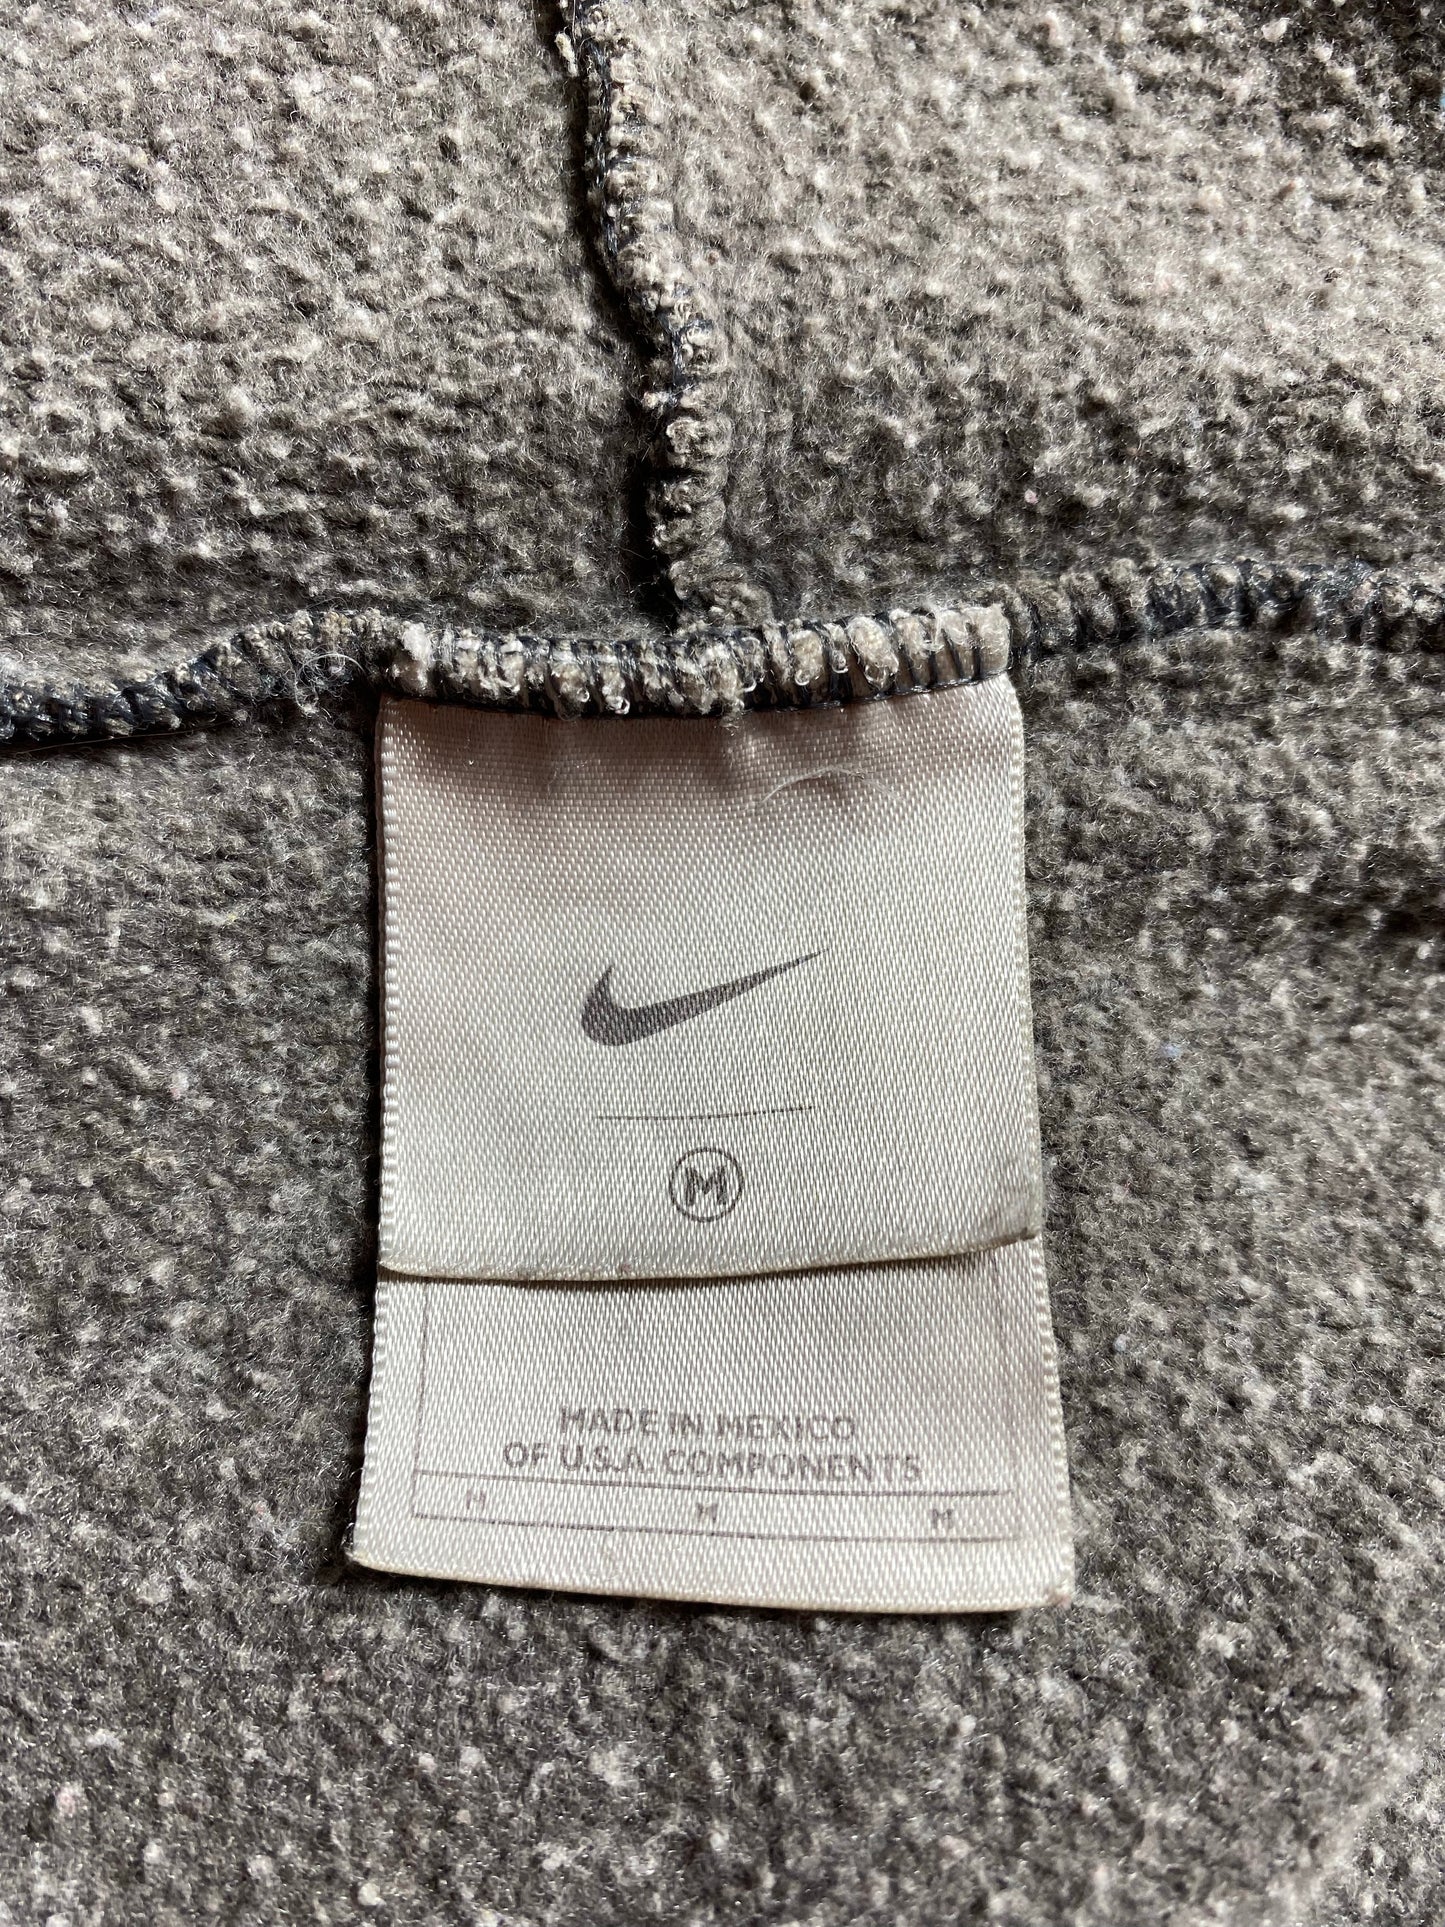 M
MADE IN MEXICO
OF U.S.A. COMPONENTS
M M M